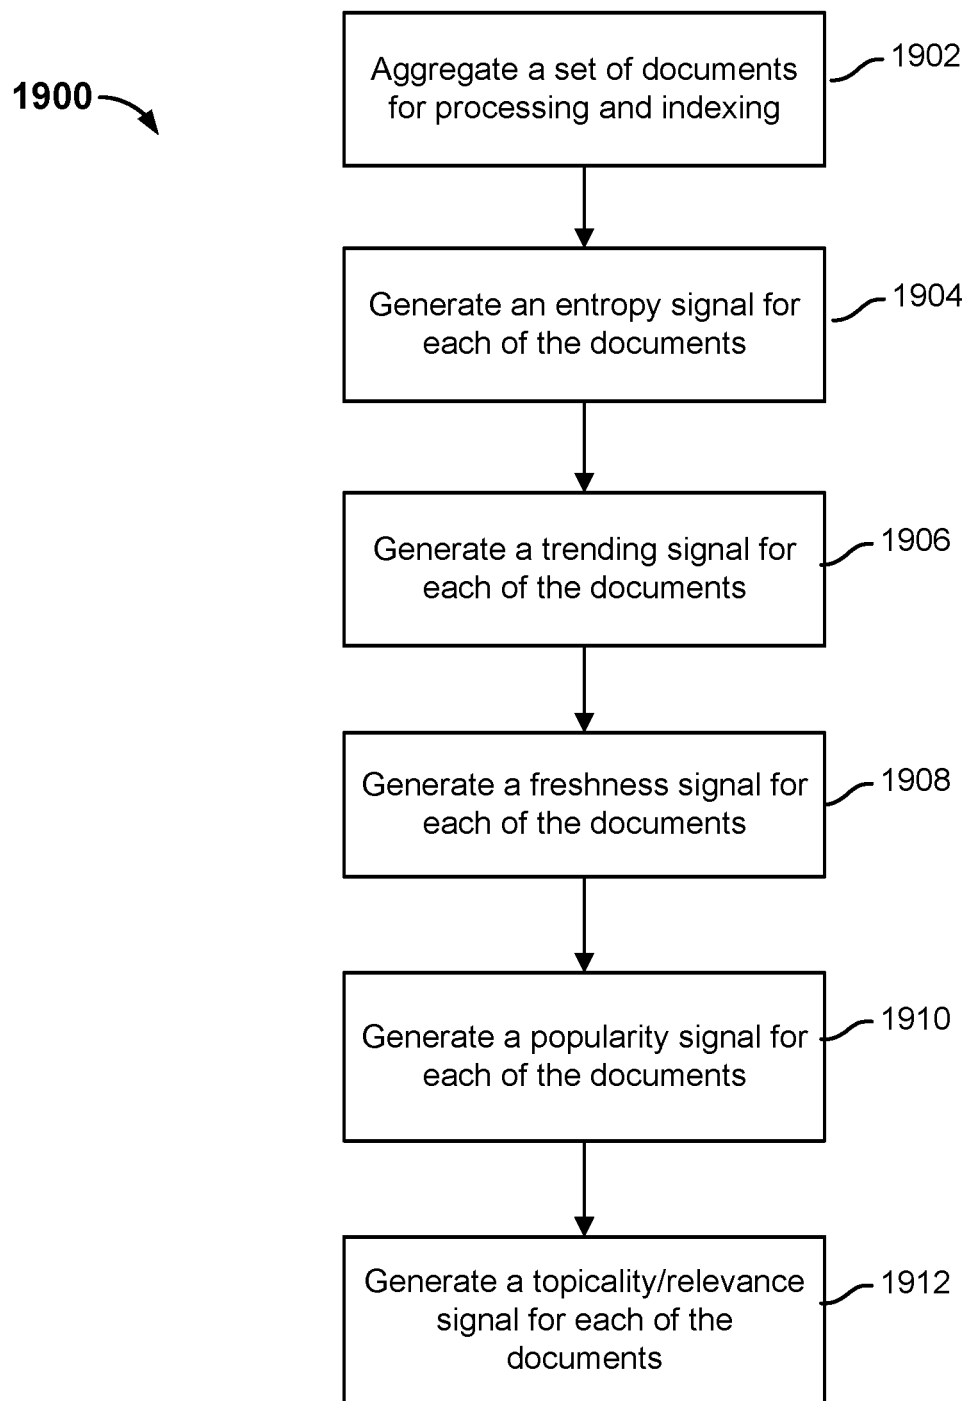 1900
Aggregate a set of documents
for processing and indexing
1902
Generate an entropy signal for
each of the documents
1904
Generate a trending signal for
each of the documents
1906
Generate a freshness signal for
each of the documents
1908
Generate a popularity signal for
each of the documents
1910
Generate a topicality/relevance
signal for each of the
documents
1912